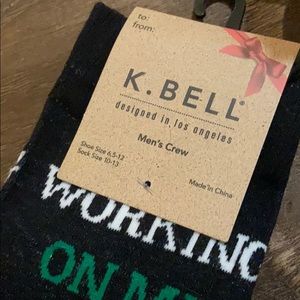 to:
from:
K. BELL®
designed in los angeles
Men's Crew
Shoe Size 6.5-12
Sock Size 10-13
Made in China
WORKING
ON M